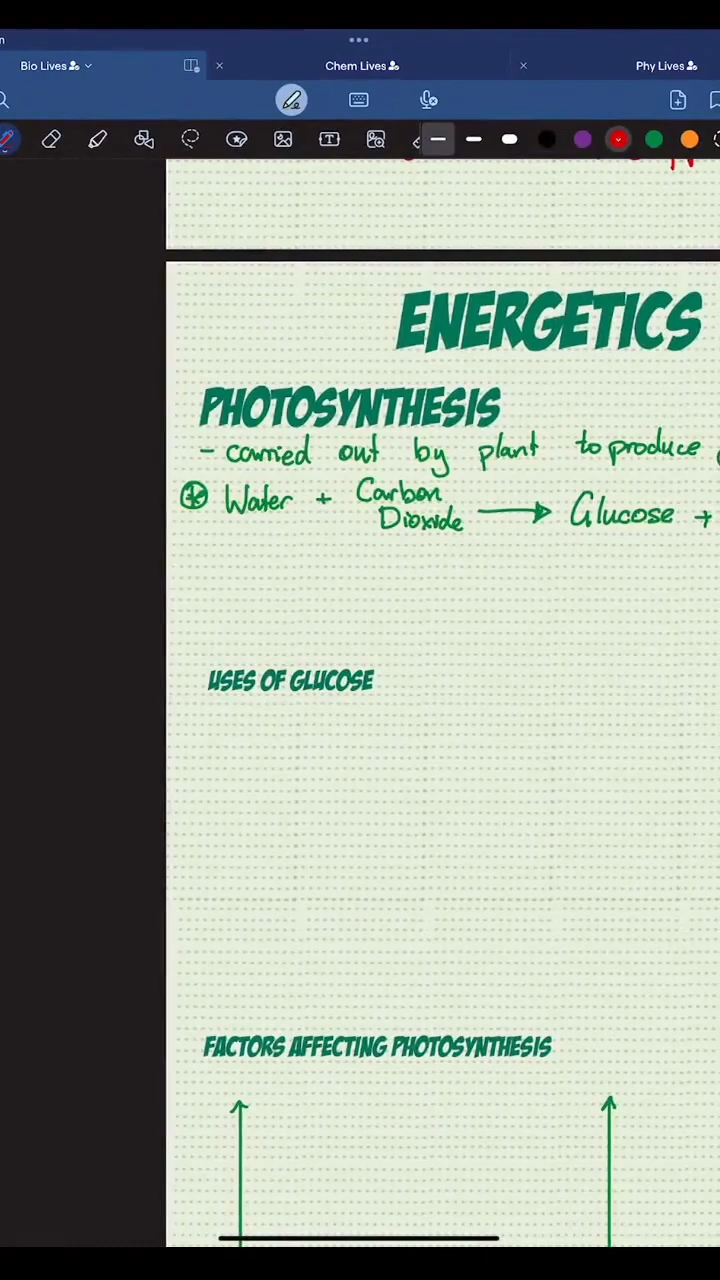 Bio Lives
Chem Lives
Phy Lives
ENERGETICS
PHOTOSYNTHESIS
- carried out by plant to produce
* Water + Carbon Dioxide → Glucose +
USES OF GLUCOSE
FACTORS AFFECTING PHOTOSYNTHESIS